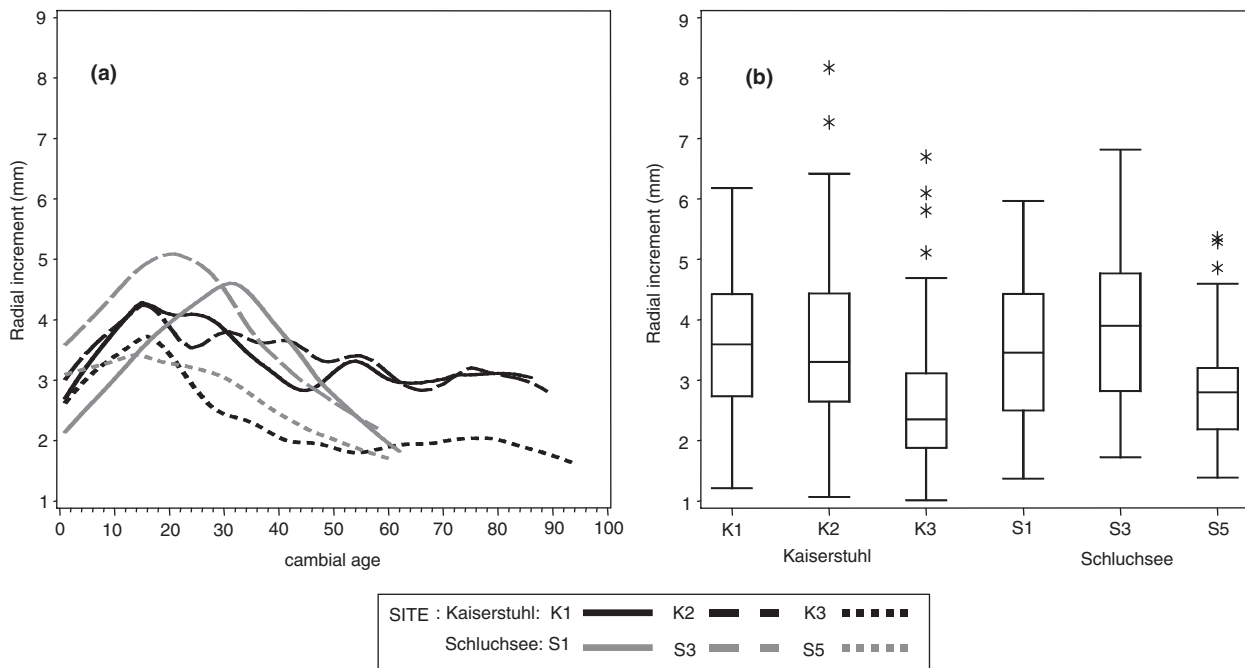 (a)
Radial increment (mm)
9
8
7
6
5
4
3
2
1
0 10 20 30 40 50 60 70 80 90 100
cambial age
(b)
Radial increment (mm)
9
8
7
6
5
4
3
2
1
K1 K2 K3 S1 S3 S5
Kaiserstuhl Schluchsee
SITE : Kaiserstuhl: K1 K2 K3
Schluchsee: S1 S3 S5